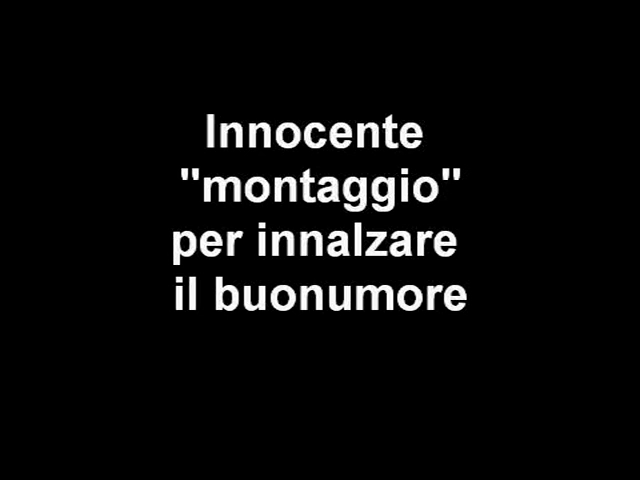 Innocente
"montaggio"
per innalzare
il buonumore